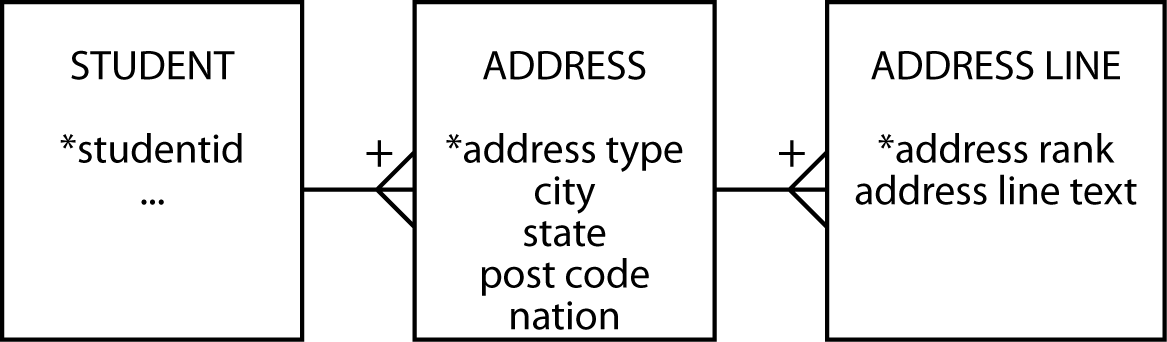 STUDENT
*studentid
...
+
ADDRESS
*address type
city
state
post code
nation
+
ADDRESS LINE
*address rank
address line text